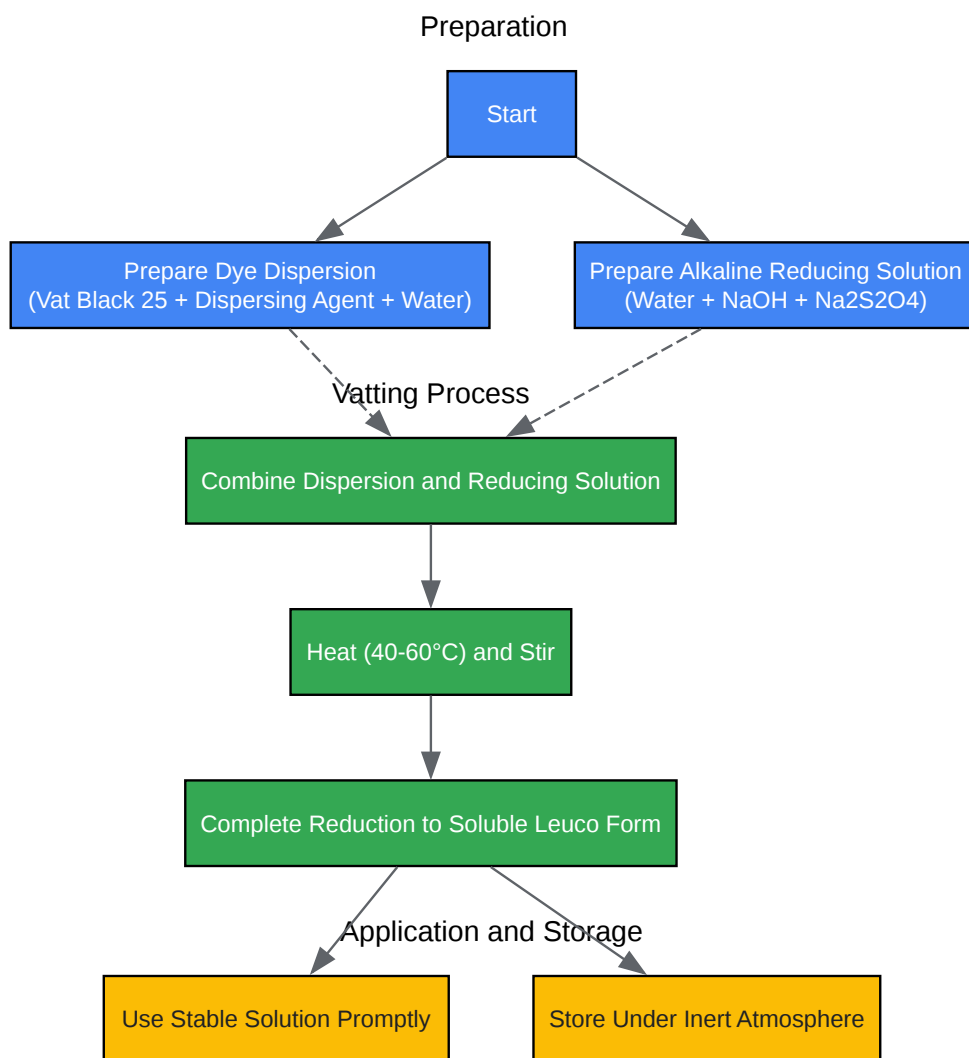 Preparation
Start
Prepare Dye Dispersion
(Vat Black 25 + Dispersing Agent + Water)
Prepare Alkaline Reducing Solution
(Water + NaOH + Na2S2O4)
Vatting Process
Combine Dispersion and Reducing Solution
Heat (40-60°C) and Stir
Complete Reduction to Soluble Leuco Form
Application and Storage
Use Stable Solution Promptly
Store Under Inert Atmosphere